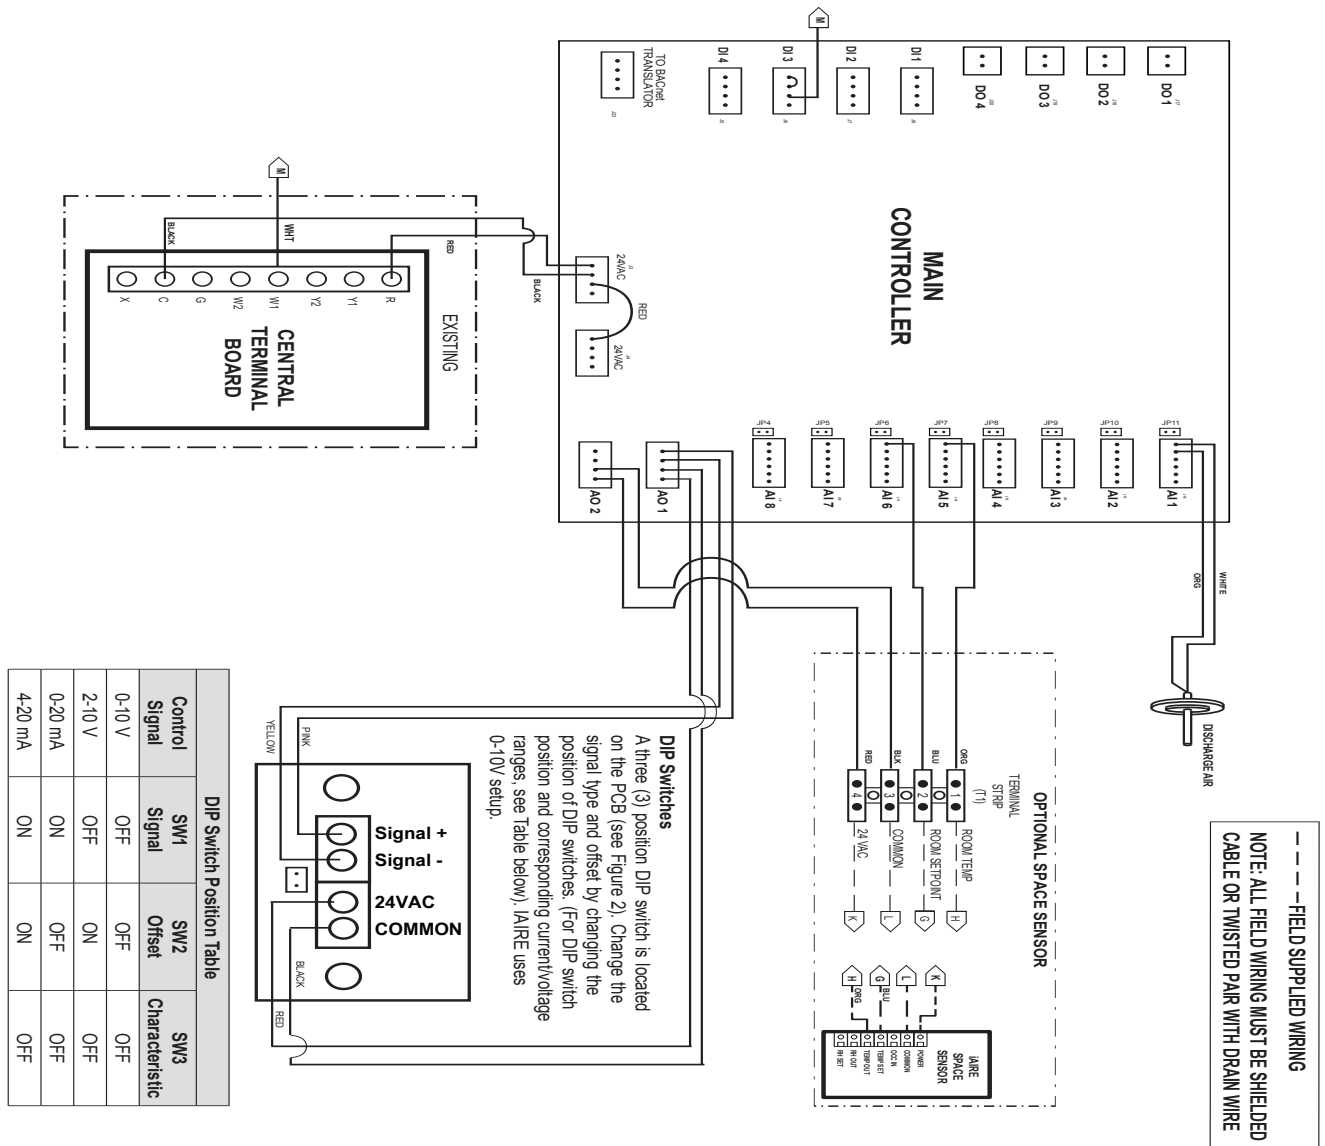 M
MAIN
CONTROLLER
TO BACnet
TRANSLATOR
J22
DI 4
J5
DI 3
J6
DI 2
J7
DI 1
J8
DO 4
DO 3
DO 2
DO 1
J17
24VAC
J3
24VAC
J4
RED
BLACK
M
WHT
BLACK
RED
X
C
G
W2
W1
Y2
Y1
R
CENTRAL
TERMINAL
BOARD
EXISTING
AO 2
AO 1
JP4
AI 8
JP5
AI 7
JP6
AI 6
JP7
AI 5
JP8
AI 4
JP9
AI 3
JP10
AI 2
JP11
AI 1
WHITE
ORG
DISCHARGE AIR
– – – –FIELD SUPPLIED WIRING
NOTE: ALL FIELD WIRING MUST BE SHIELDED
CABLE OR TWISTED PAIR WITH DRAIN WIRE
OPTIONAL SPACE SENSOR
TERMINAL
STRIP
(T1)
ORG
BLU
BLK
RED
1
2
3
4
ROOM TEMP
ROOM SETPOINT
COMMON
24 VAC
H
G
L
K
K
L
G
H
BLU
ORG
iAIRE
SPACE
SENSOR
POWER
COMMON
OCC IN
TEMP SET
TEMP OUT
RH OUT
RH SET
DIP Switches
A three (3) position DIP switch is located
on the PCB (see Figure 2). Change the
signal type and offset by changing the
position of DIP switches. (For DIP switch
position and corresponding current/voltage
ranges, see Table below). IAIRE uses
0-10V setup.
PINK
YELLOW
Signal +
Signal -
24VAC
COMMON
BLACK
RED
DIP Switch Position Table
Control Signal SW1 Signal SW2 Offset SW3 Characteristic
0-10 V OFF OFF OFF
2-10 V OFF ON OFF
0-20 mA ON OFF OFF
4-20 mA ON ON OFF